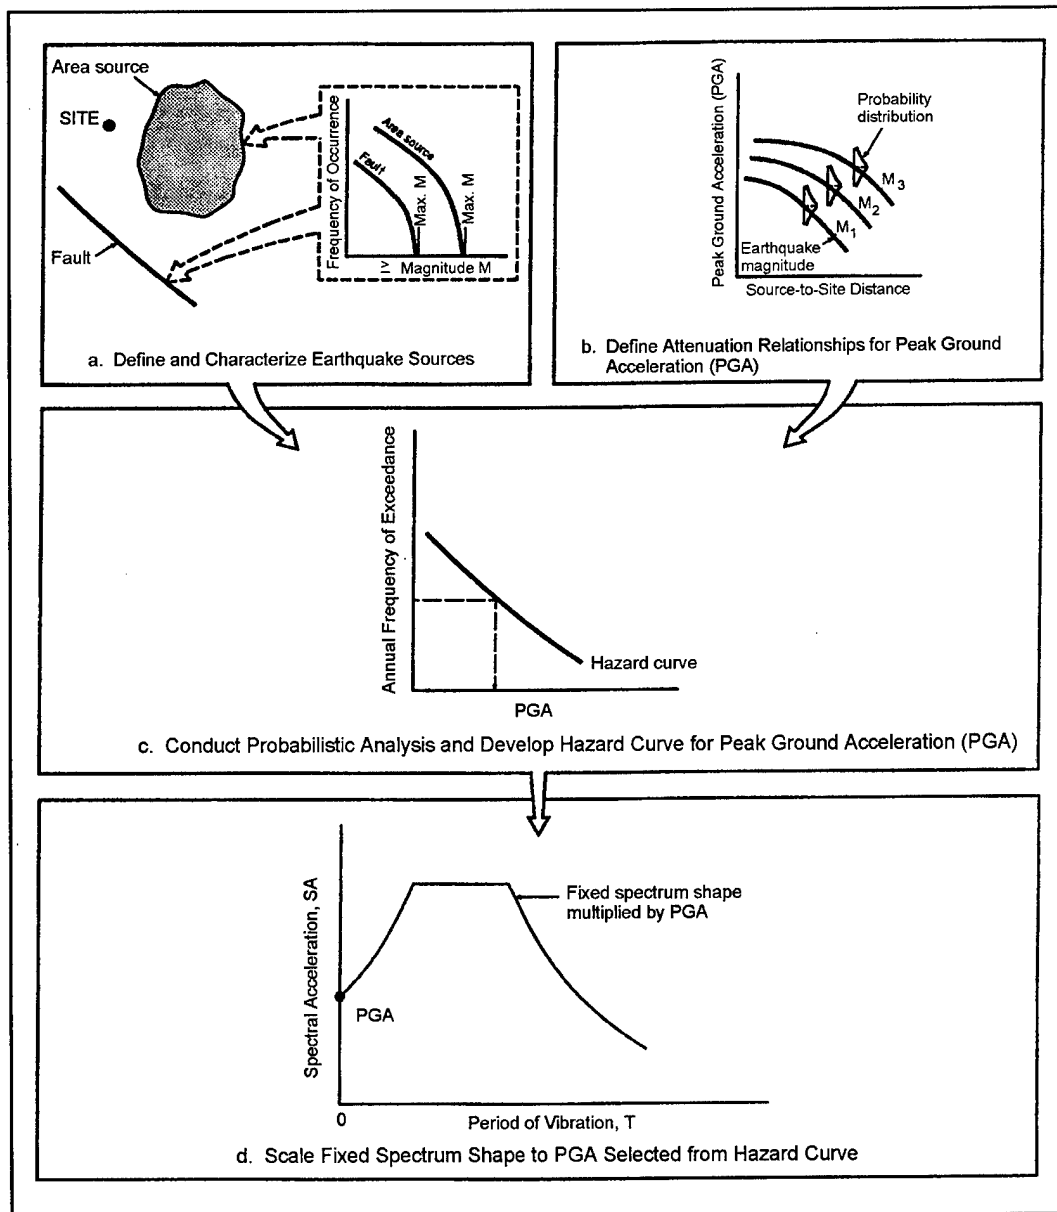 Area source
SITE
Fault
Frequency of Occurrence
Area source
Fault
Max. M
Max. M
≥ Magnitude M
a. Define and Characterize Earthquake Sources
Peak Ground Acceleration (PGA)
Probability
distribution
M3
M2
M1
Earthquake
magnitude
Source-to-Site Distance
b. Define Attenuation Relationships for Peak Ground
Acceleration (PGA)
Annual Frequency of Exceedance
Hazard curve
PGA
c. Conduct Probabilistic Analysis and Develop Hazard Curve for Peak Ground Acceleration (PGA)
Spectral Acceleration, SA
Fixed spectrum shape
multiplied by PGA
PGA
0
Period of Vibration, T
d. Scale Fixed Spectrum Shape to PGA Selected from Hazard Curve